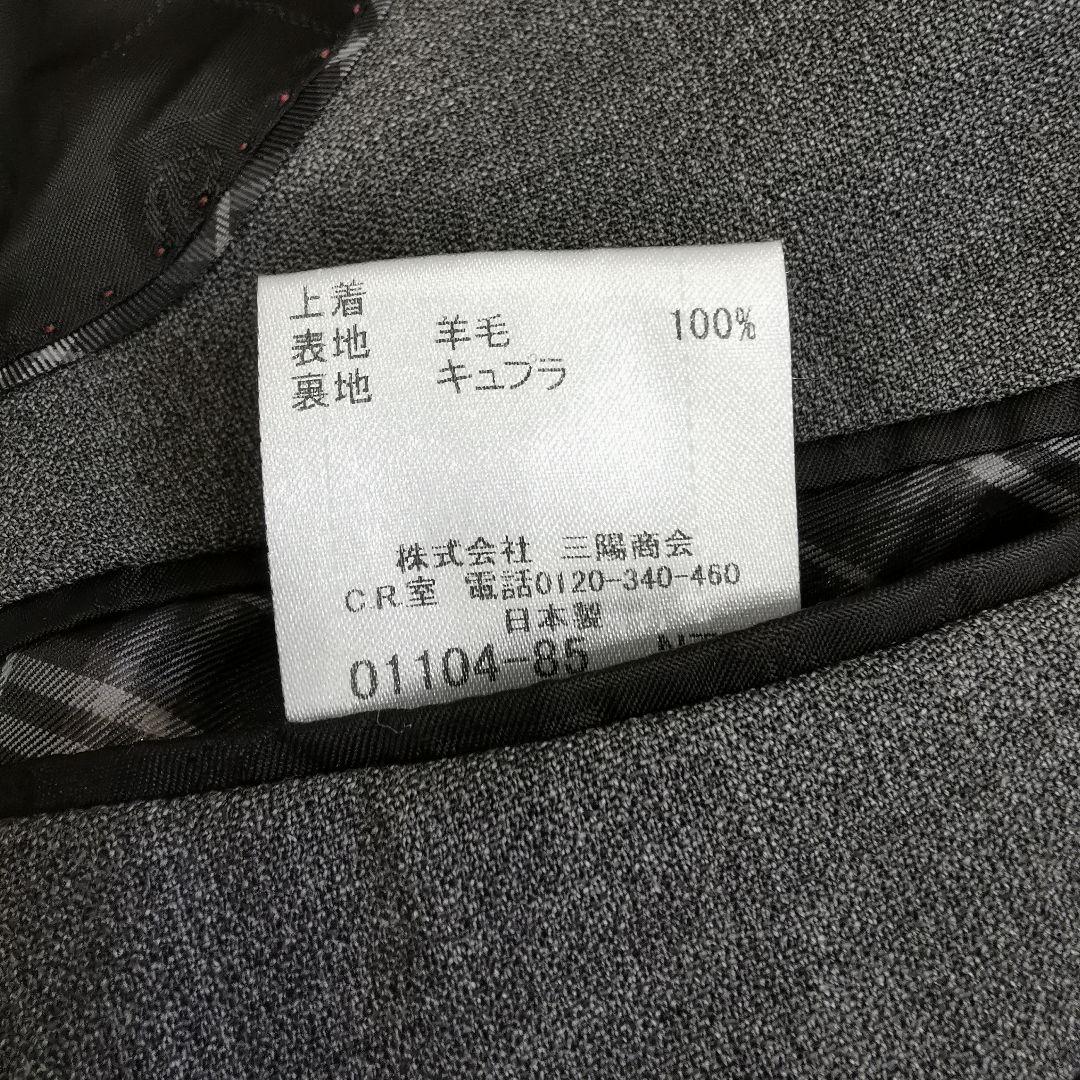 上着
表地 羊毛 100%
裏地 キュプラ
株式会社 三陽商会
C.R.室 電話0120-340-460
日本製
01104-85